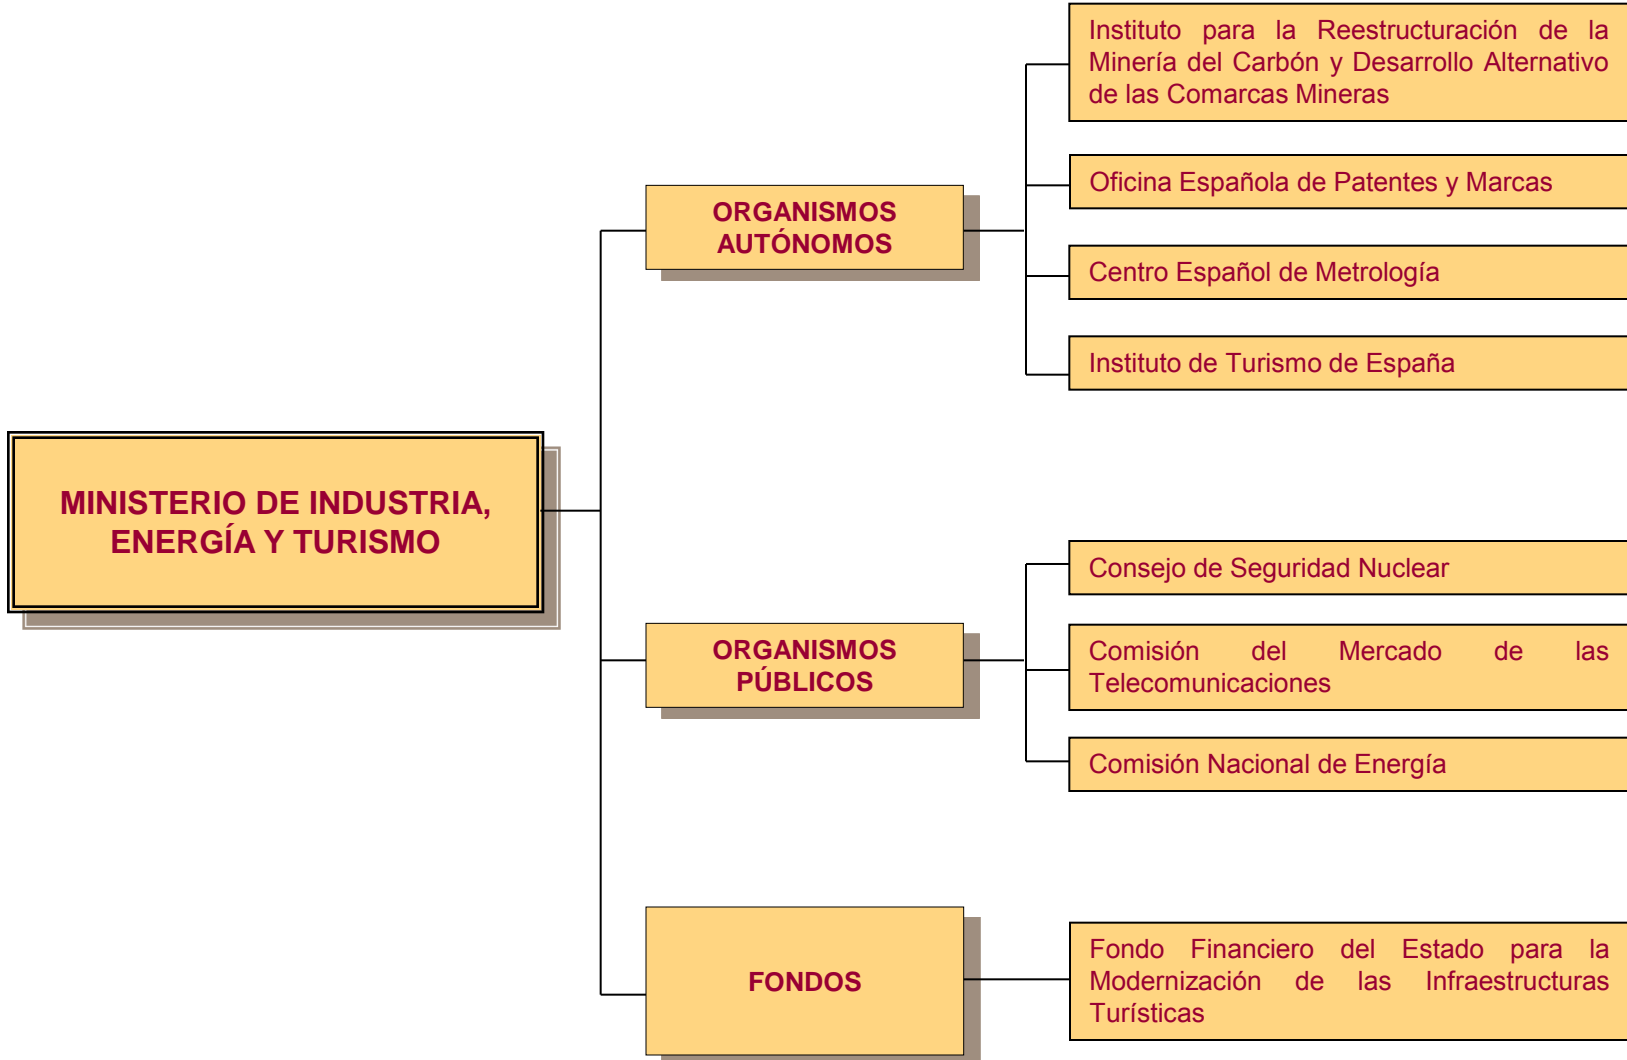 MINISTERIO DE INDUSTRIA,
ENERGÍA Y TURISMO
ORGANISMOS
AUTÓNOMOS
Instituto para la Reestructuración de la
Minería del Carbón y Desarrollo Alternativo
de las Comarcas Mineras
Oficina Española de Patentes y Marcas
Centro Español de Metrología
Instituto de Turismo de España
ORGANISMOS
PÚBLICOS
Consejo de Seguridad Nuclear
Comisión del Mercado de las
Telecomunicaciones
Comisión Nacional de Energía
FONDOS
Fondo Financiero del Estado para la
Modernización de las Infraestructuras
Turísticas